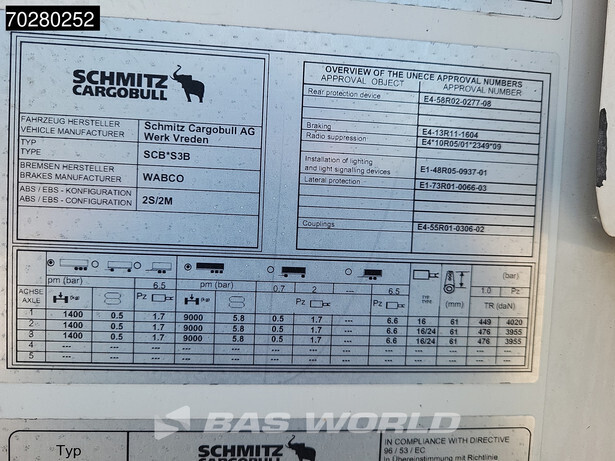 70280252
SCHMITZ
CARGOBULL
FAHRZEUG HERSTELLER
VEHICLE MANUFACTURER
Schmitz Cargobull AG
Werk Vreden
TYP
TYPE
SCB*S3B
BREMSEN HERSTELLER
BRAKES MANUFACTURER
WABCO
ABS / EBS - KONFIGURATION
ABS / EBS - CONFIGURATION
2S/2M
OVERVIEW OF THE UNECE APPROVAL NUMBERS
APPROVAL OBJECT APPROVAL NUMBER
Rear protection device E4-58R02-0277-08
Braking E4-13R11-1604
Radio suppression E4*10R05/01*2349*09
Installation of lighting
and light signalling devices E1-48R05-0937-01
Lateral protection E1-73R01-0066-03
Couplings E4-55R01-0306-02
pm (bar) 6.5 pm (bar) 0.7 2 --- 6.5 (bar)
ACHSE
AXLE
(kg) Pz (kg) Pz Pz TYP TYPE (mm) 1.0 Pz
TR (daN)
1 1400 0.5 1.7 9000 5.8 0.5 1.7 --- 6.6 16 61 449 4020
2 1400 0.5 1.7 9000 5.8 0.5 1.7 --- 6.6 16/24 61 476 3955
3 1400 0.5 1.7 9000 5.8 0.5 1.7 --- 6.6 16/24 61 476 3955
4 --- --- --- --- --- --- --- --- --- --- --- --- ---
5 --- --- --- --- --- --- --- --- --- --- --- --- ---
BAS WORLD
Typ
SCHMITZ
IN COMPLIANCE WITH DIRECTIVE
96 / 53 / EC
in Übereinstimmung mit Richtlinie